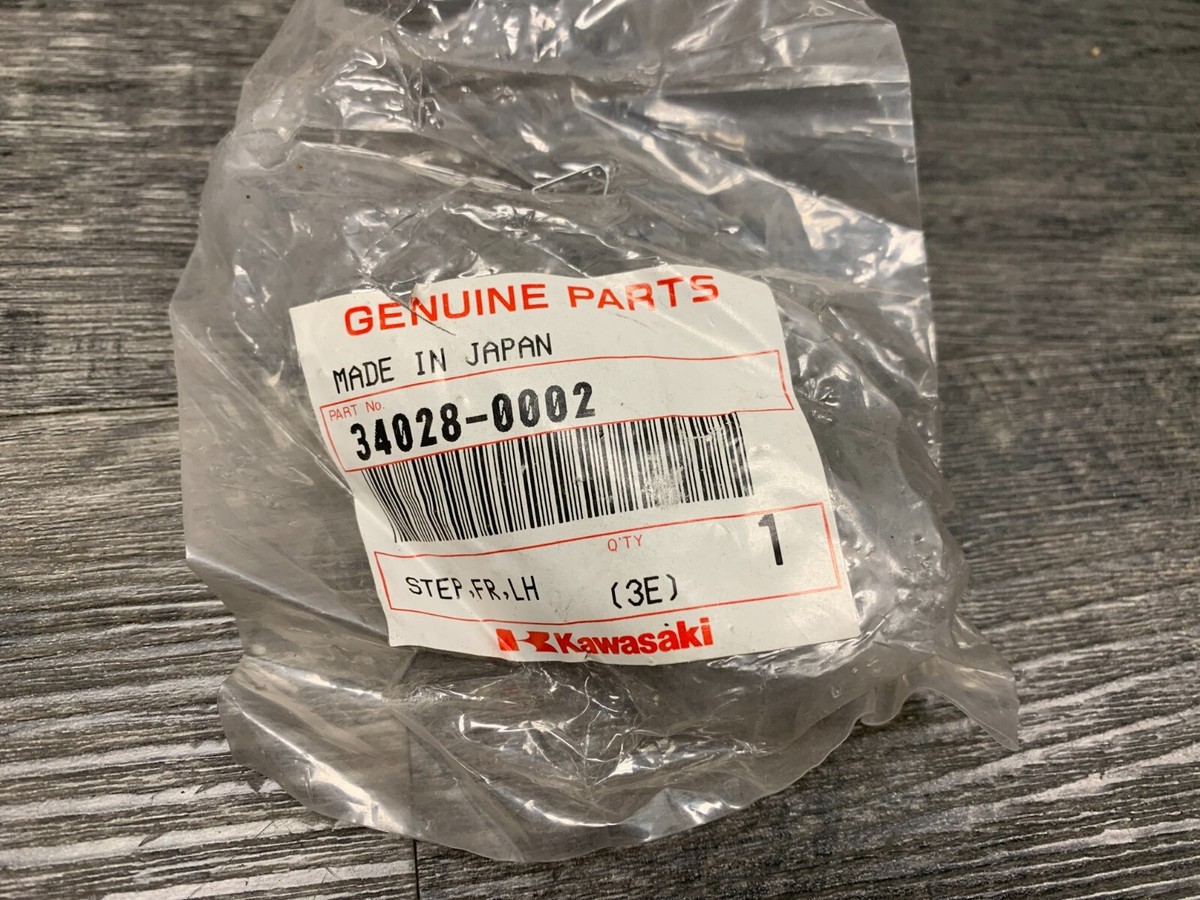 GENUINE PARTS
MADE IN JAPAN
PART No.
34028-0002
Q'TY 1
STEP,FR,LH (3E)
Kawasaki